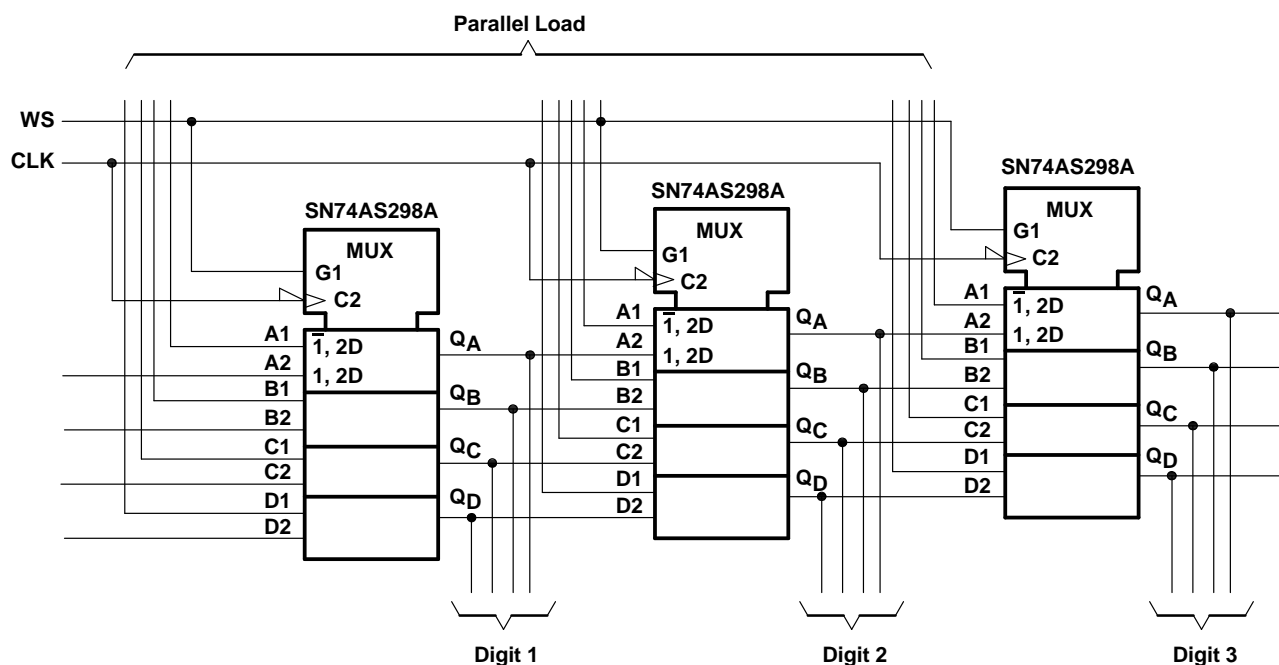 Parallel Load
WS
CLK
SN74AS298A
MUX
G1
C2
A1
A2
B1
B2
C1
C2
D1
D2
1̅, 2D
1, 2D
QA
QB
QC
QD
Digit 1
SN74AS298A
MUX
G1
C2
A1
A2
B1
B2
C1
C2
D1
D2
1̅, 2D
1, 2D
QA
QB
QC
QD
Digit 2
SN74AS298A
MUX
G1
C2
A1
A2
B1
B2
C1
C2
D1
D2
1̅, 2D
1, 2D
QA
QB
QC
QD
Digit 3